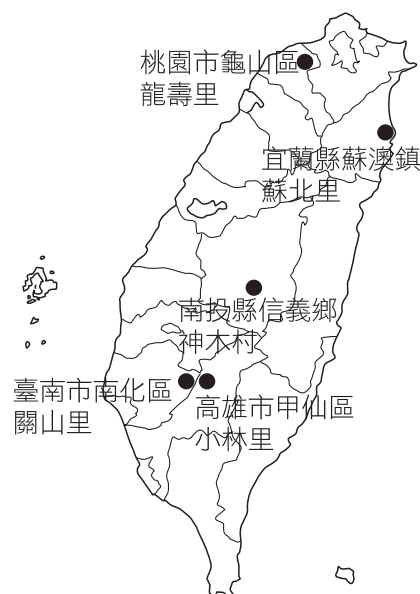 桃園市龜山區
龍壽里
宜蘭縣蘇澳鎮
蘇北里
南投縣信義鄉
神木村
臺南市南化區
關山里
高雄市甲仙區
小林里